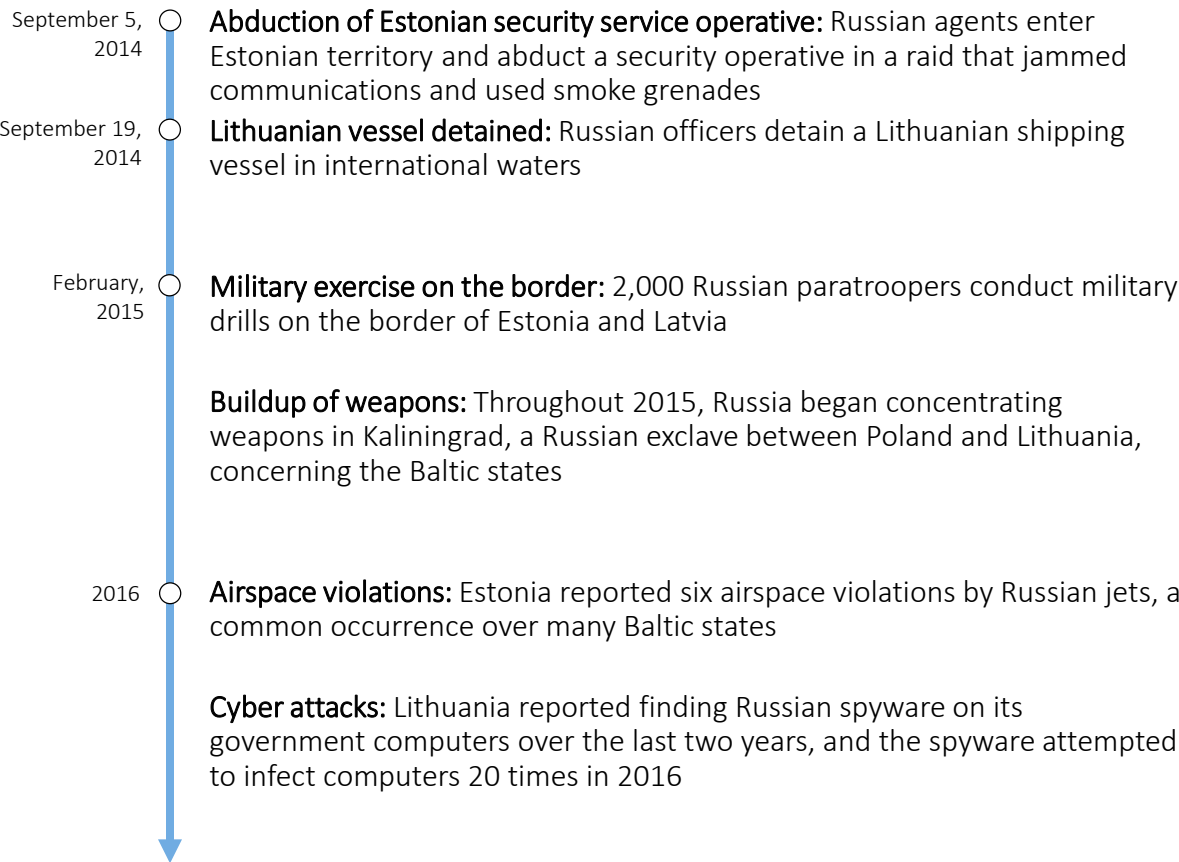 September 5,
2014
Abduction of Estonian security service operative: Russian agents enter
Estonian territory and abduct a security operative in a raid that jammed
communications and used smoke grenades
September 19,
2014
Lithuanian vessel detained: Russian officers detain a Lithuanian shipping
vessel in international waters
February,
2015
Military exercise on the border: 2,000 Russian paratroopers conduct military
drills on the border of Estonia and Latvia
Buildup of weapons: Throughout 2015, Russia began concentrating
weapons in Kaliningrad, a Russian exclave between Poland and Lithuania,
concerning the Baltic states
2016
Airspace violations: Estonia reported six airspace violations by Russian jets, a
common occurrence over many Baltic states
Cyber attacks: Lithuania reported finding Russian spyware on its
government computers over the last two years, and the spyware attempted
to infect computers 20 times in 2016